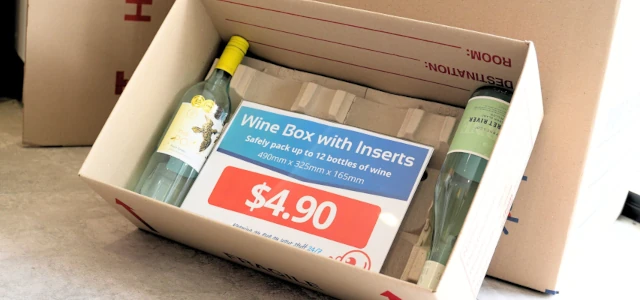 ROOM:
DESTINATION:
Wine Box with Inserts
Safely pack up to 12 bottles of wine
490mm x 325mm x 165mm
$4.90
FRAGILE